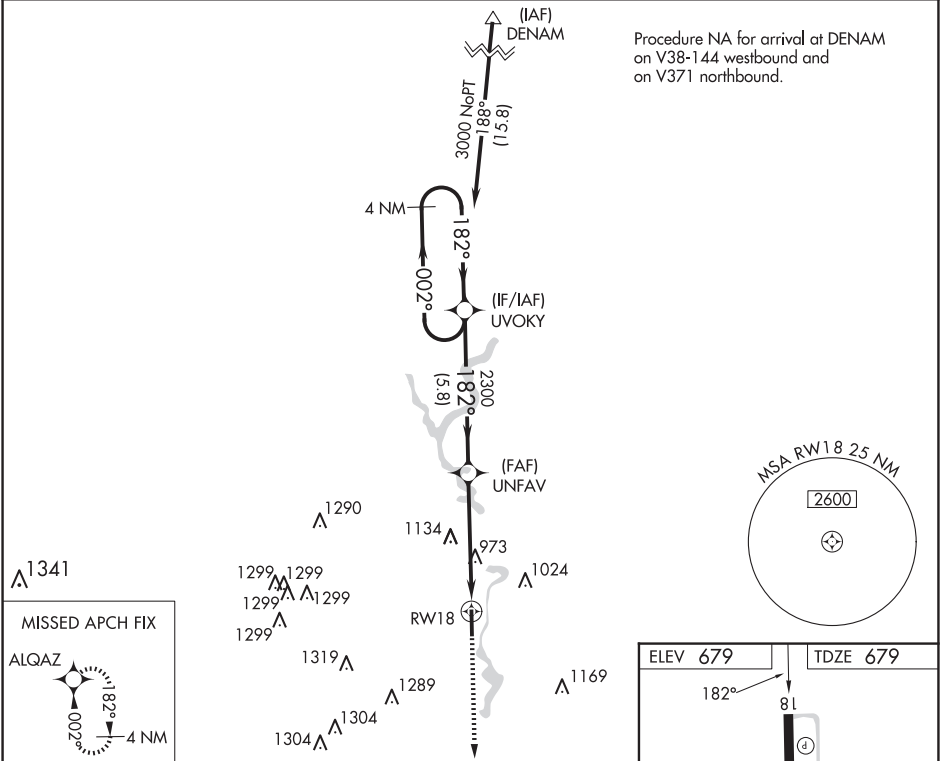 (IAF)
DENAM
Procedure NA for arrival at DENAM
on V38-144 westbound and
on V371 northbound.
3000 NoPT
188°
(15.8)
4 NM
182°
002°
(IF/IAF)
UVOKY
2300
182°
(5.8)
(FAF)
UNFAV
MSA RW18 25 NM
2600
1290
1134
973
1341
1299
1299
1024
1299
1299
1299
RW18
1319
1289
1169
1304
1304
MISSED APCH FIX
ALQAZ
182°
002°
4 NM
ELEV 679
TDZE 679
182°
18
P